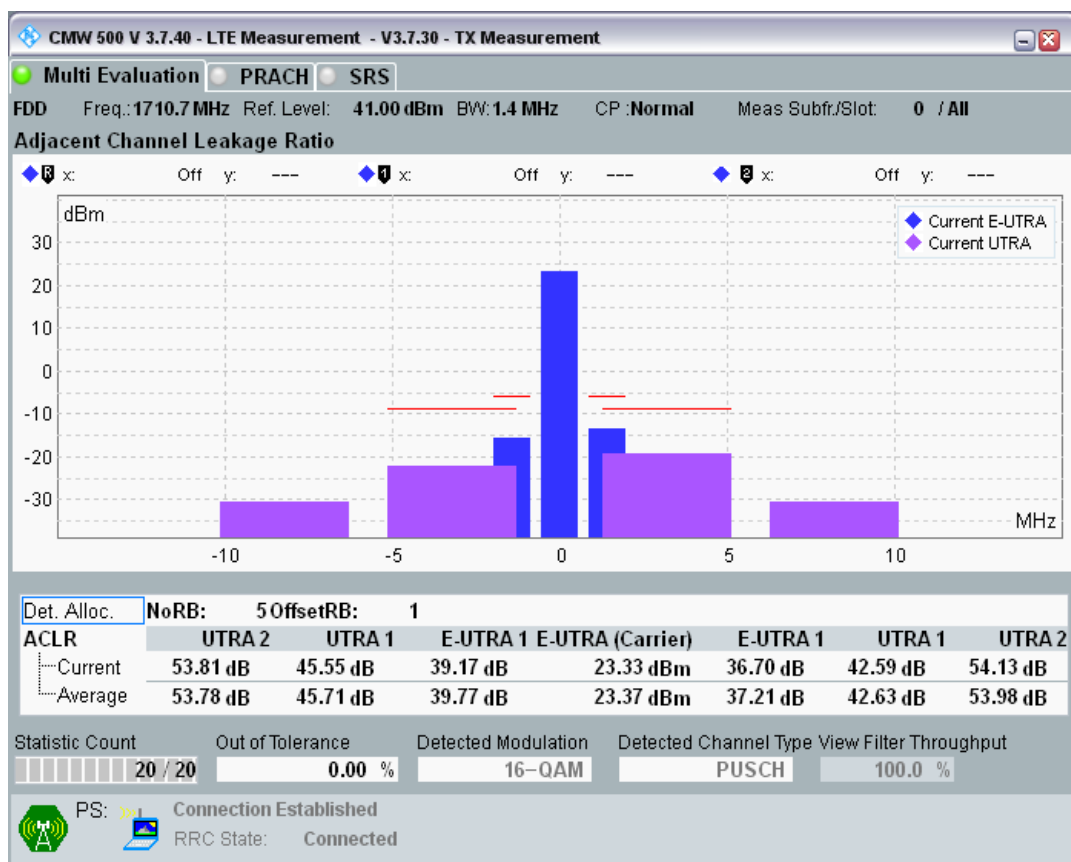 CMW 500 V 3.7.40 - LTE Measurement - V3.7.30 - TX Measurement
Multi Evaluation PRACH SRS
FDD Freq.: 1710.7 MHz Ref. Level: 41.00 dBm BW: 1.4 MHz CP :Normal Meas Subfr./Slot: 0 / All
Adjacent Channel Leakage Ratio
R x: Off y: --- 1 x: Off y: --- 2 x: Off y: ---
dBm
Current E-UTRA
Current UTRA
30
20
10
0
-10
-20
-30
MHz
-10 -5 0 5 10
Det. Alloc. NoRB: 5 OffsetRB: 1
ACLR UTRA 2 UTRA 1 E-UTRA 1 E-UTRA (Carrier) E-UTRA 1 UTRA 1 UTRA 2
Current 53.81 dB 45.55 dB 39.17 dB 23.33 dBm 36.70 dB 42.59 dB 54.13 dB
Average 53.78 dB 45.71 dB 39.77 dB 23.37 dBm 37.21 dB 42.63 dB 53.98 dB
Statistic Count Out of Tolerance Detected Modulation Detected Channel Type View Filter Throughput
20 / 20 0.00 % 16-QAM PUSCH 100.0 %
PS: Connection Established
RRC State: Connected